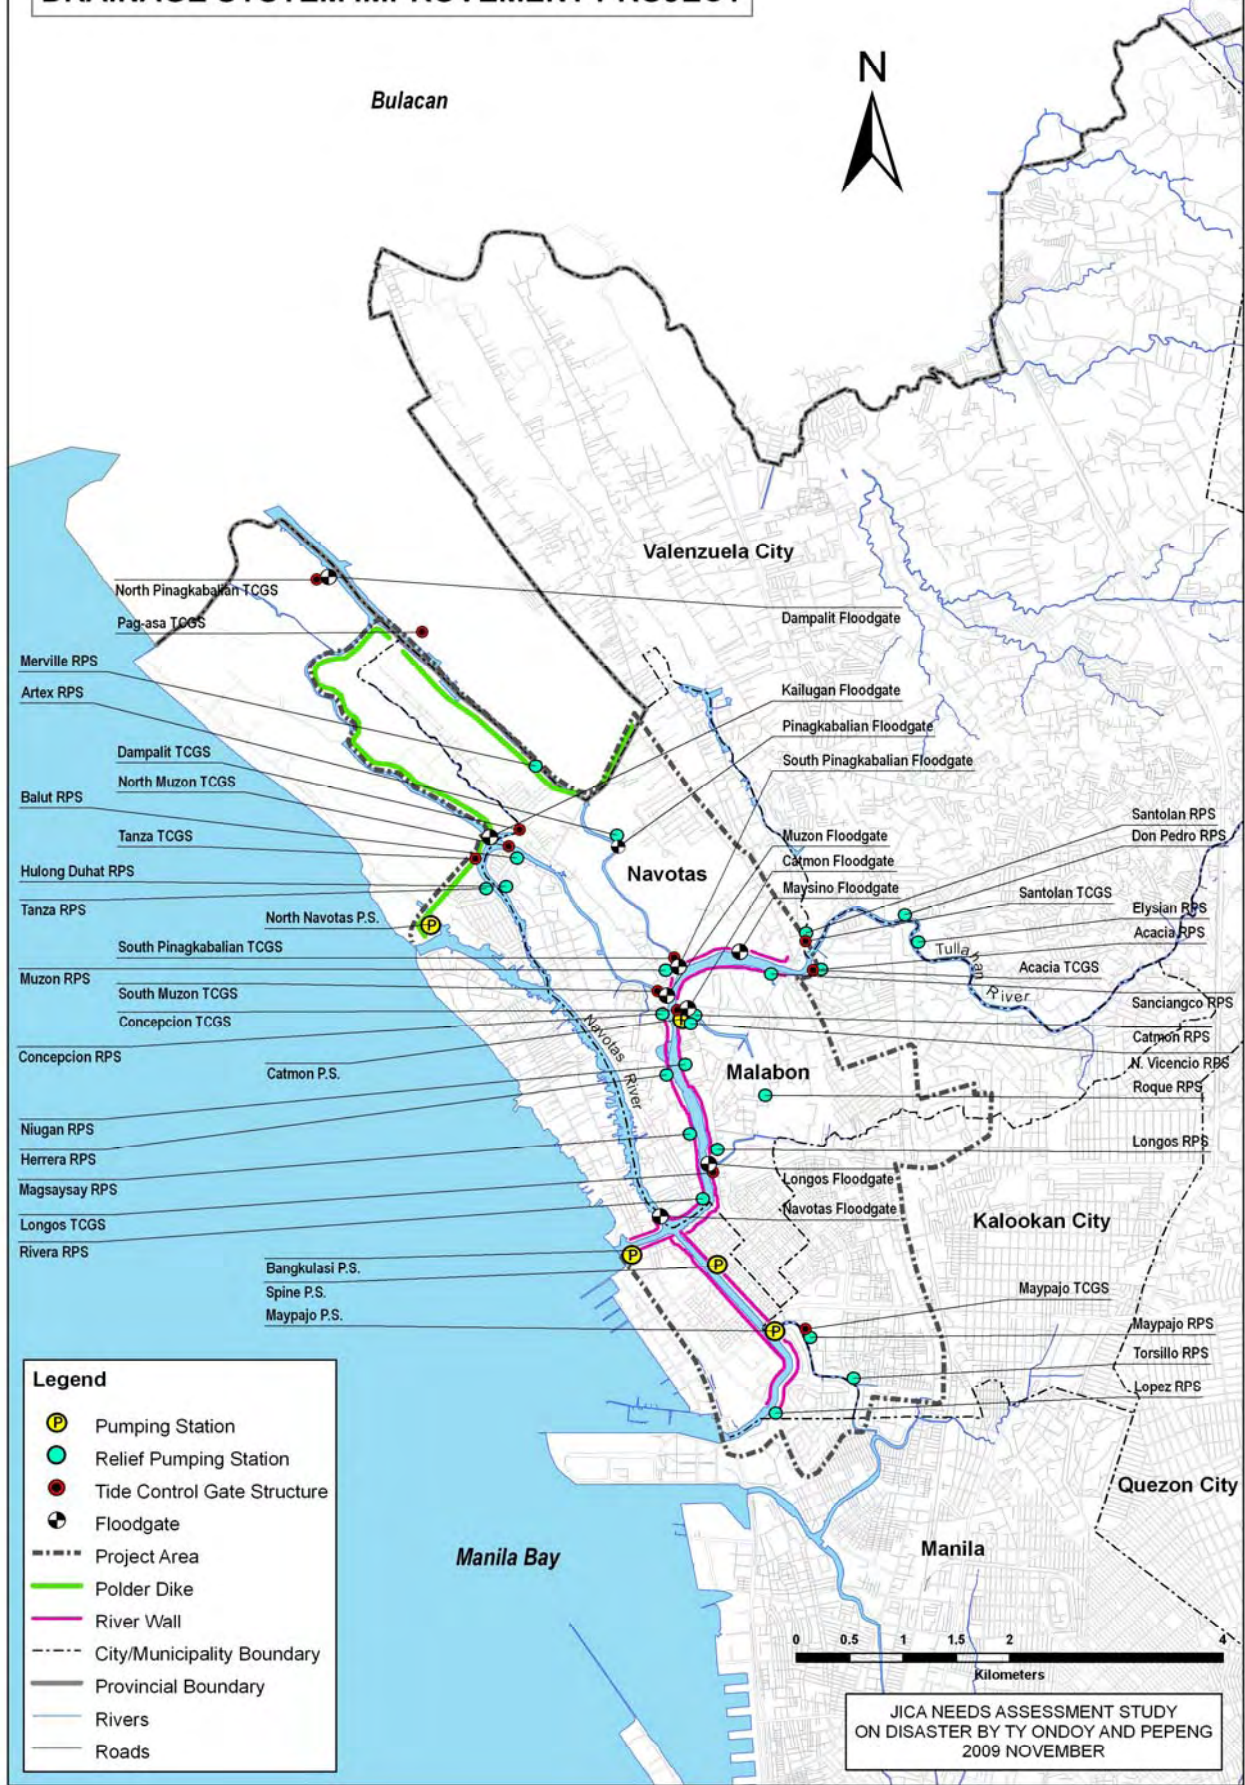 DRAINAGE SYSTEM IMPROVEMENT PROJECT
N
Bulacan
Valenzuela City
North Pinagkabalian TCGS
Dampalit Floodgate
Pag-asa TCGS
Merville RPS
Artex RPS
Kailugan Floodgate
Pinagkabalian Floodgate
Dampalit TCGS
South Pinagkabalian Floodgate
North Muzon TCGS
Balut RPS
Santolan RPS
Tanza TCGS
Muzon Floodgate
Don Pedro RPS
Catmon Floodgate
Hulong Duhat RPS
Navotas
Maysino Floodgate
Santolan TCGS
Tanza RPS
Elysian RPS
North Navotas P.S.
Acacia RPS
South Pinagkabalian TCGS
Tullahan River
Acacia TCGS
Muzon RPS
South Muzon TCGS
Sanciangco RPS
Concepcion TCGS
Navotas River
Catmon RPS
Concepcion RPS
N. Vicencio RPS
Catmon P.S.
Malabon
Roque RPS
Niugan RPS
Longos RPS
Herrera RPS
Longos Floodgate
Magsaysay RPS
Navotas Floodgate
Longos TCGS
Kalookan City
Rivera RPS
Bangkulasi P.S.
Spine P.S.
Maypajo TCGS
Maypajo P.S.
Maypajo RPS
Torsillo RPS
Lopez RPS
P
P
P
P
P
Quezon City
Manila
Manila Bay
Legend
P Pumping Station
Relief Pumping Station
Tide Control Gate Structure
Floodgate
Project Area
Polder Dike
River Wall
City/Municipality Boundary
Provincial Boundary
Rivers
Roads
0 0.5 1 1.5 2 4
Kilometers
JICA NEEDS ASSESSMENT STUDY
ON DISASTER BY TY ONDOY AND PEPENG
2009 NOVEMBER